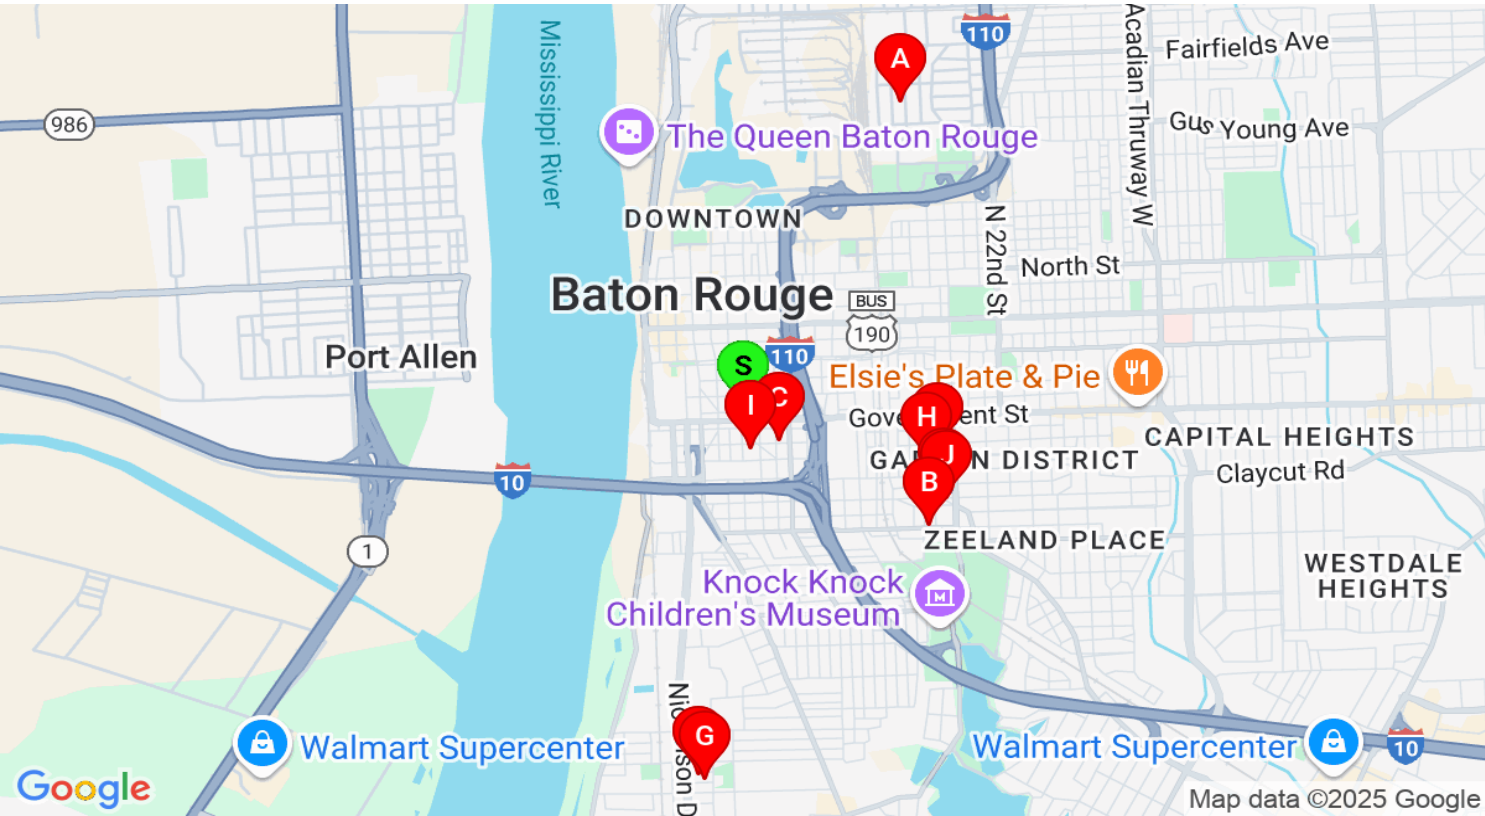 110
A
Acadian Thruway W
Fairfields Ave
986
Mississippi River
The Queen Baton Rouge
Gus Young Ave
DOWNTOWN
N 22nd St
North St
Baton Rouge
BUS
190
Port Allen
S
110
Elsie's Plate & Pie
I
C
H
J
B
CAPITAL HEIGHTS
Claycut Rd
10
1
ZEELAND PLACE
WESTDALE
HEIGHTS
Knock Knock
Children's Museum
G
Walmart Supercenter
Walmart Supercenter
10
Google
Map data ©2025 Google